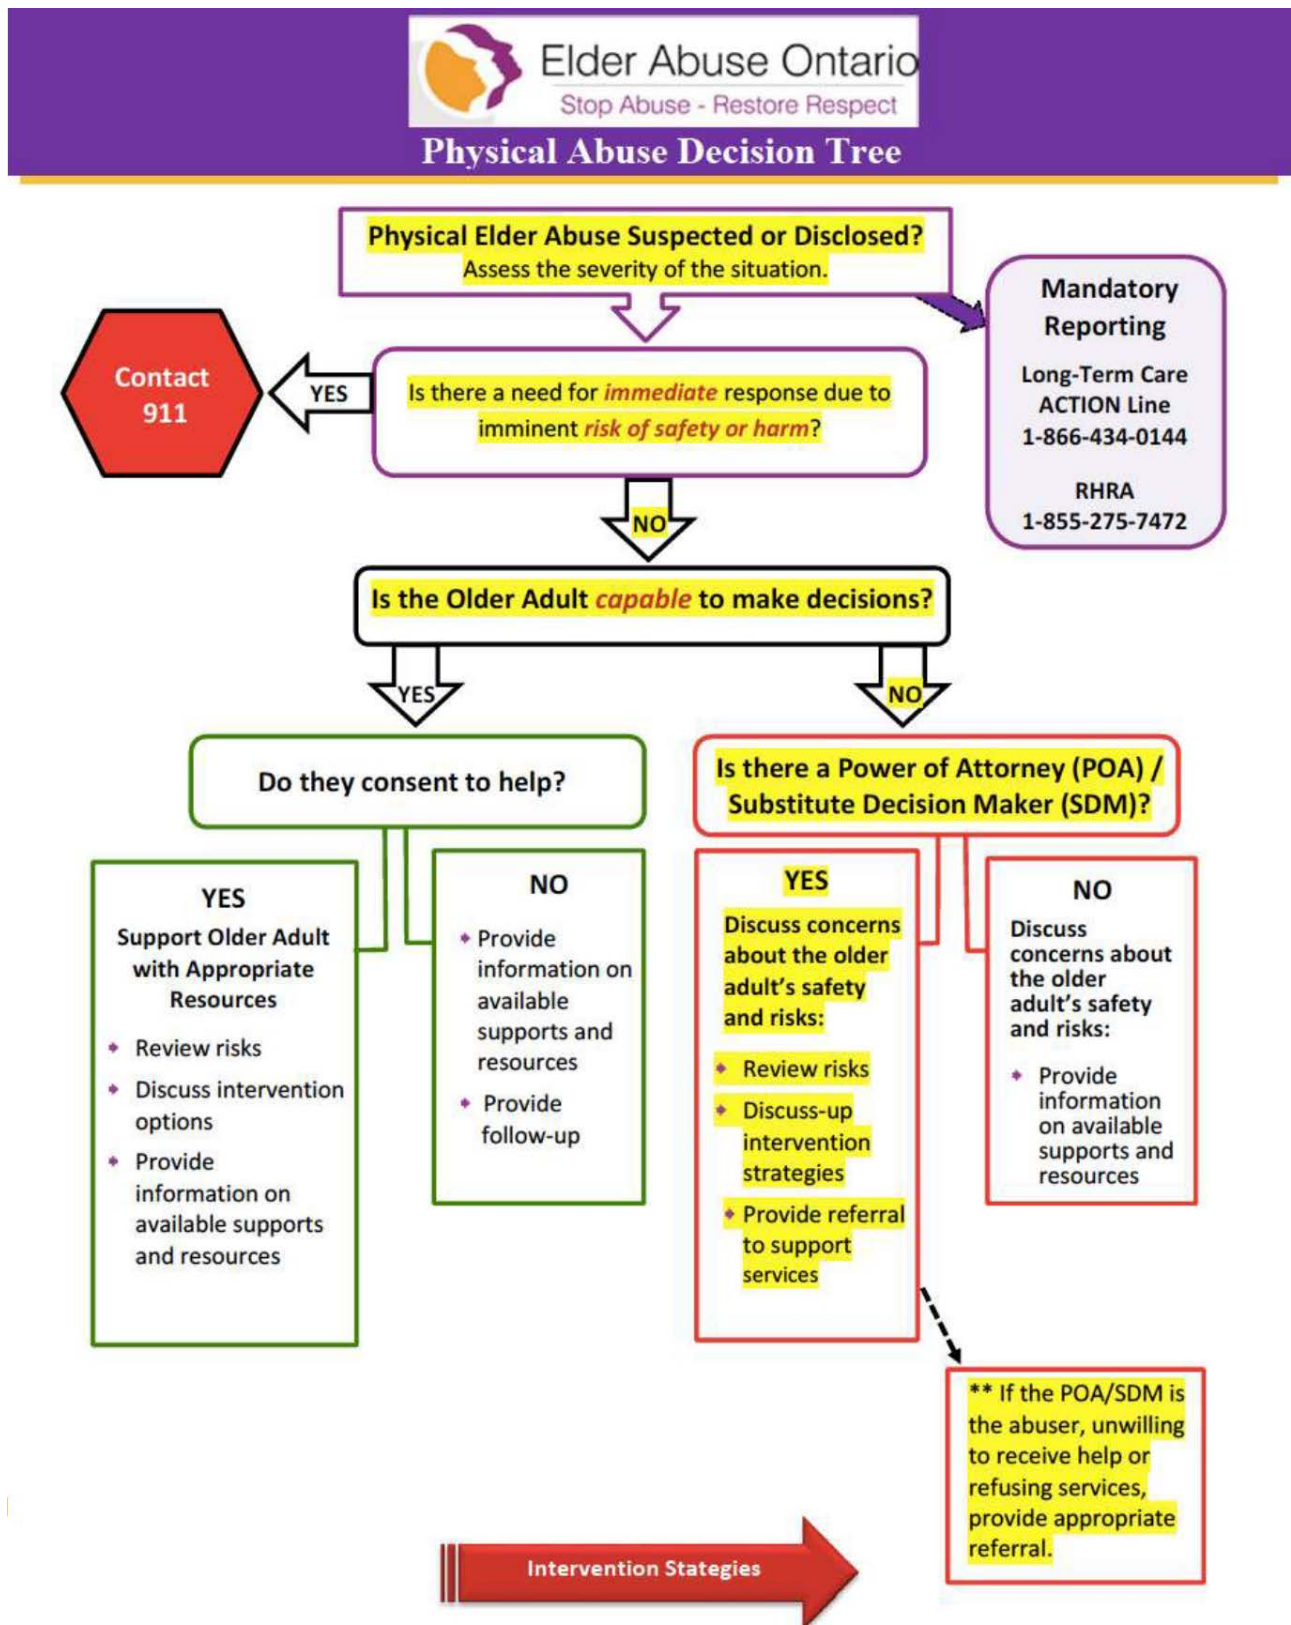 Elder Abuse Ontario
Stop Abuse - Restore Respect
Physical Abuse Decision Tree
Physical Elder Abuse Suspected or Disclosed?
Assess the severity of the situation.
Mandatory
Reporting
Long-Term Care
ACTION Line
1-866-434-0144
RHRA
1-855-275-7472
Contact
911
YES
Is there a need for immediate response due to
imminent risk of safety or harm?
NO
Is the Older Adult capable to make decisions?
YES
NO
Do they consent to help?
Is there a Power of Attorney (POA) /
Substitute Decision Maker (SDM)?
YES
Support Older Adult
with Appropriate
Resources
Review risks
Discuss intervention
options
Provide
information on
available supports
and resources
NO
Provide
information on
available
supports and
resources
Provide
follow-up
YES
Discuss concerns
about the older
adult's safety
and risks:
Review risks
Discuss-up
intervention
strategies
Provide referral
to support
services
NO
Discuss
concerns about
the older
adult's safety
and risks:
Provide
information
on available
supports and
resources
** If the POA/SDM is
the abuser, unwilling
to receive help or
refusing services,
provide appropriate
referral.
Intervention Stategies